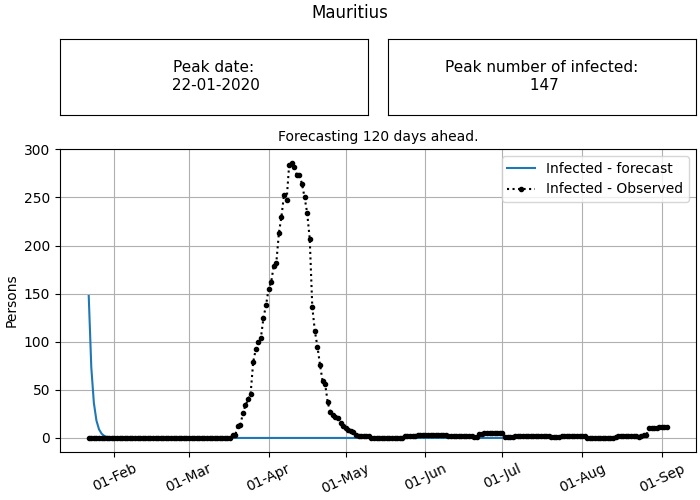 Mauritius
Peak date:
22-01-2020
Peak number of infected:
147
Forecasting 120 days ahead.
Infected - forecast
Infected - Observed
Persons
300
250
200
150
100
50
0
01-Feb
01-Mar
01-Apr
01-May
01-Jun
01-Jul
01-Aug
01-Sep